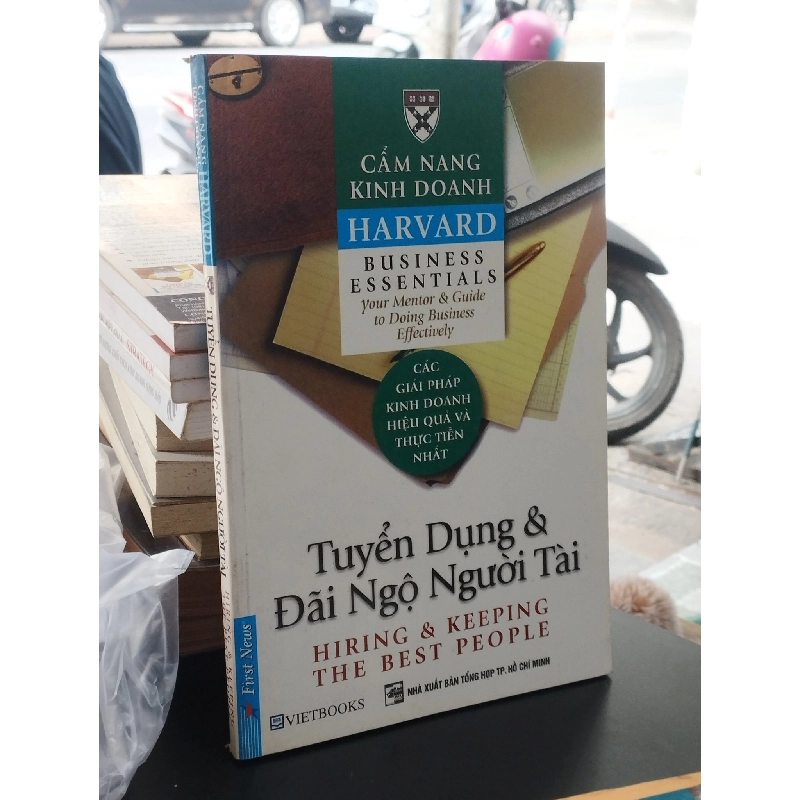 CẨM NANG
KINH DOANH
HARVARD
BUSINESS
ESSENTIALS
Your Mentor & Guide
to Doing Business
Effectively
CÁC
GIẢI PHÁP
KINH DOANH
HIỆU QUẢ VÀ
THỰC TIỄN
NHẤT
Tuyển Dụng &
Đãi Ngộ Người Tài
HIRING & KEEPING
THE BEST PEOPLE
VIETBOOKS
NHÀ XUẤT BẢN TỔNG HỢP TP. HỒ CHÍ MINH
CẨM NANG HARVARD
TUYỂN DỤNG & ĐÃI NGỘ NGƯỜI TÀI
First News